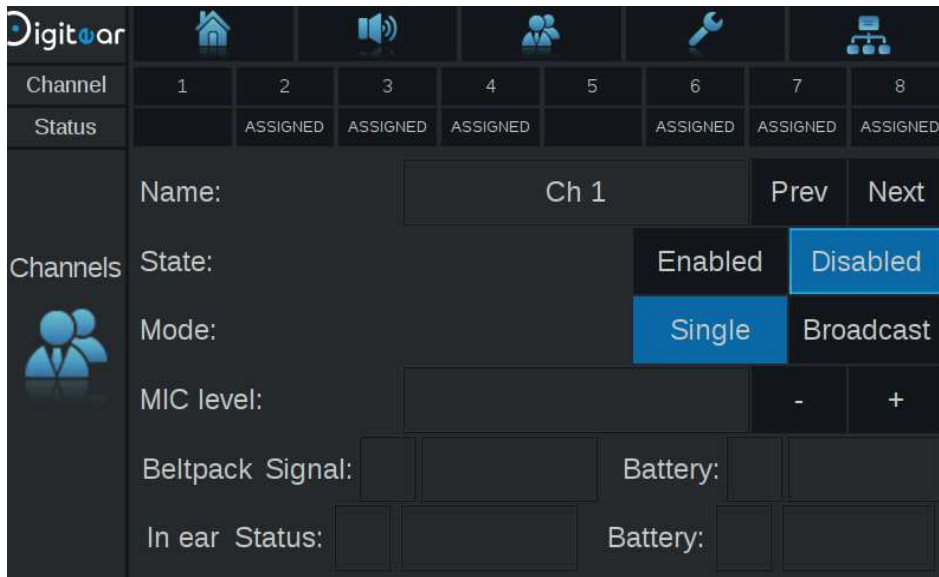 Digitear
Channel 1 2 3 4 5 6 7 8
Status ASSIGNED ASSIGNED ASSIGNED ASSIGNED ASSIGNED ASSIGNED
Name: Ch 1 Prev Next
Channels State: Enabled Disabled
Mode: Single Broadcast
MIC level: - +
Beltpack Signal: Battery:
In ear Status: Battery: